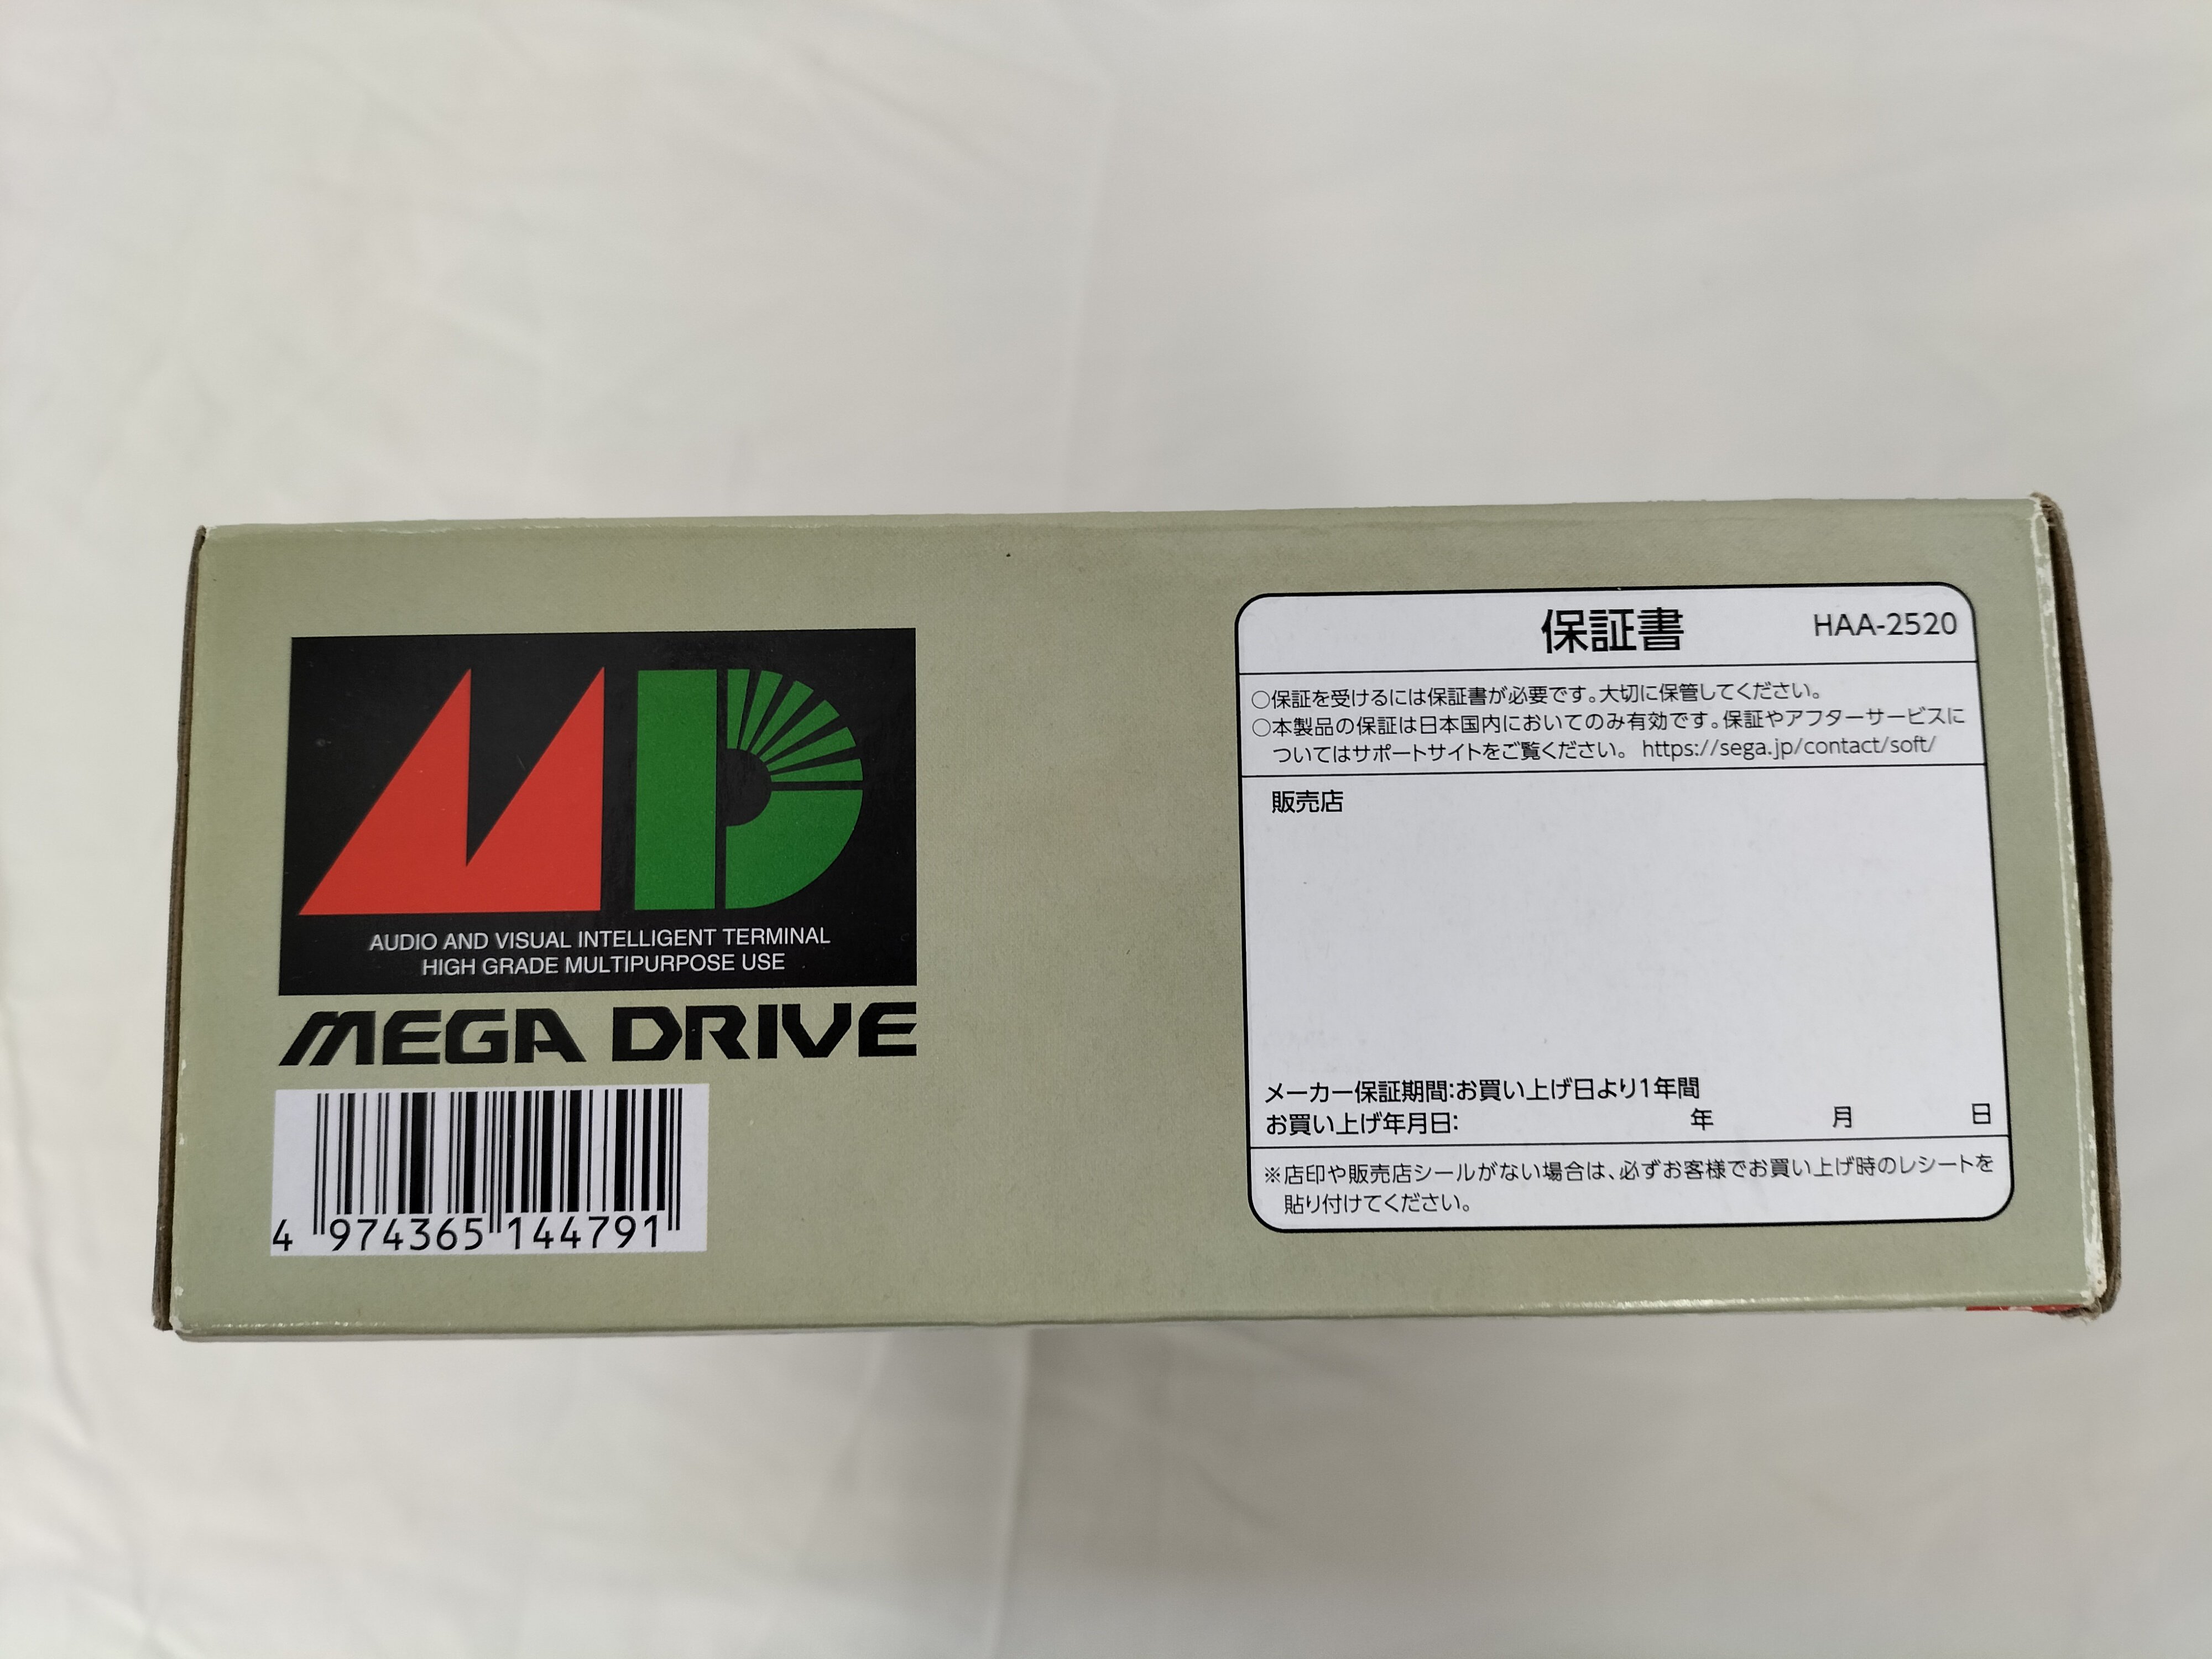 MD
AUDIO AND VISUAL INTELLIGENT TERMINAL
HIGH GRADE MULTIPURPOSE USE
MEGA DRIVE
4 974365 144791
保証書 HAA-2520
○保証を受けるには保証書が必要です。大切に保管してください。
○本製品の保証は日本国内においてのみ有効です。保証やアフターサービスに
ついてはサポートサイトをご覧ください。 https://sega.jp/contact/soft/
販売店
メーカー保証期間:お買い上げ日より1年間
お買い上げ年月日: 年 月 日
※店印や販売店シールがない場合は、必ずお客様でお買い上げ時のレシートを
貼り付けてください。